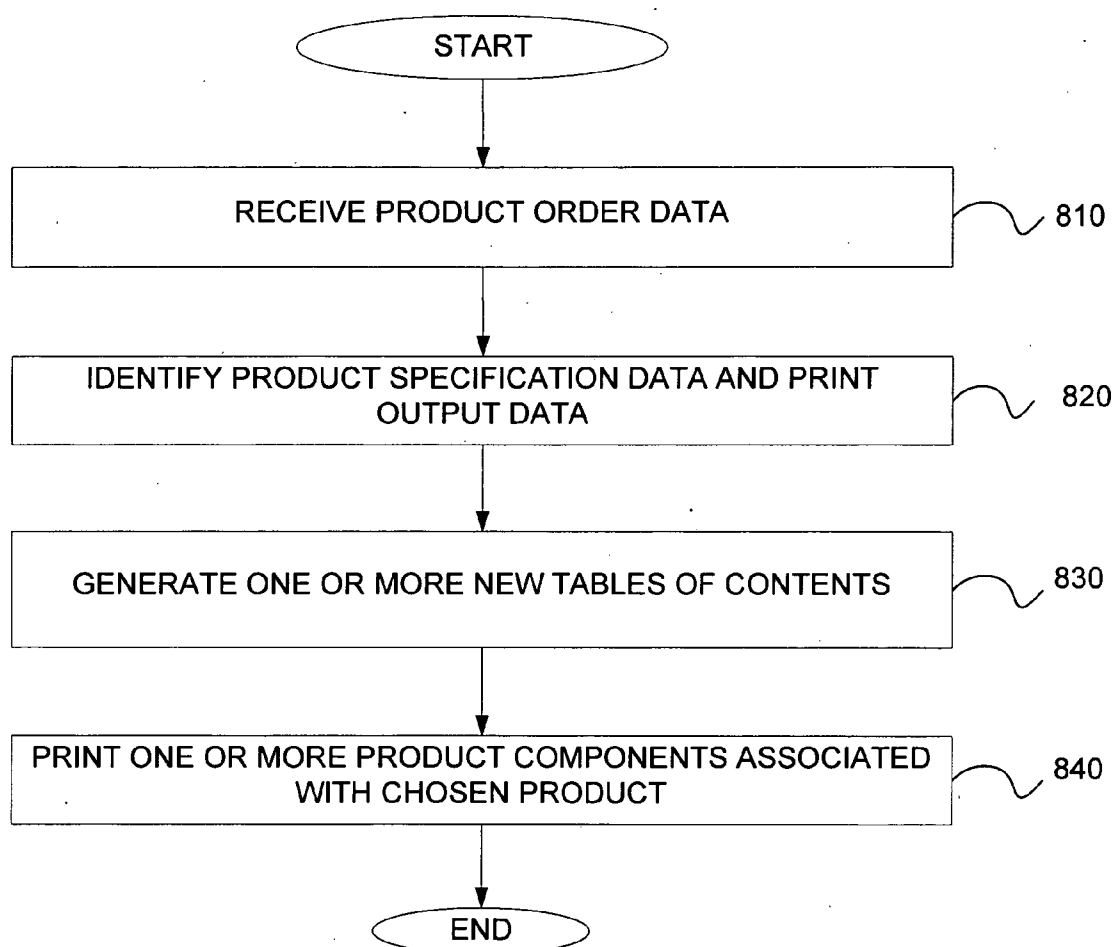 START
RECEIVE PRODUCT ORDER DATA
810
IDENTIFY PRODUCT SPECIFICATION DATA AND PRINT
OUTPUT DATA
820
GENERATE ONE OR MORE NEW TABLES OF CONTENTS
830
PRINT ONE OR MORE PRODUCT COMPONENTS ASSOCIATED
WITH CHOSEN PRODUCT
840
END